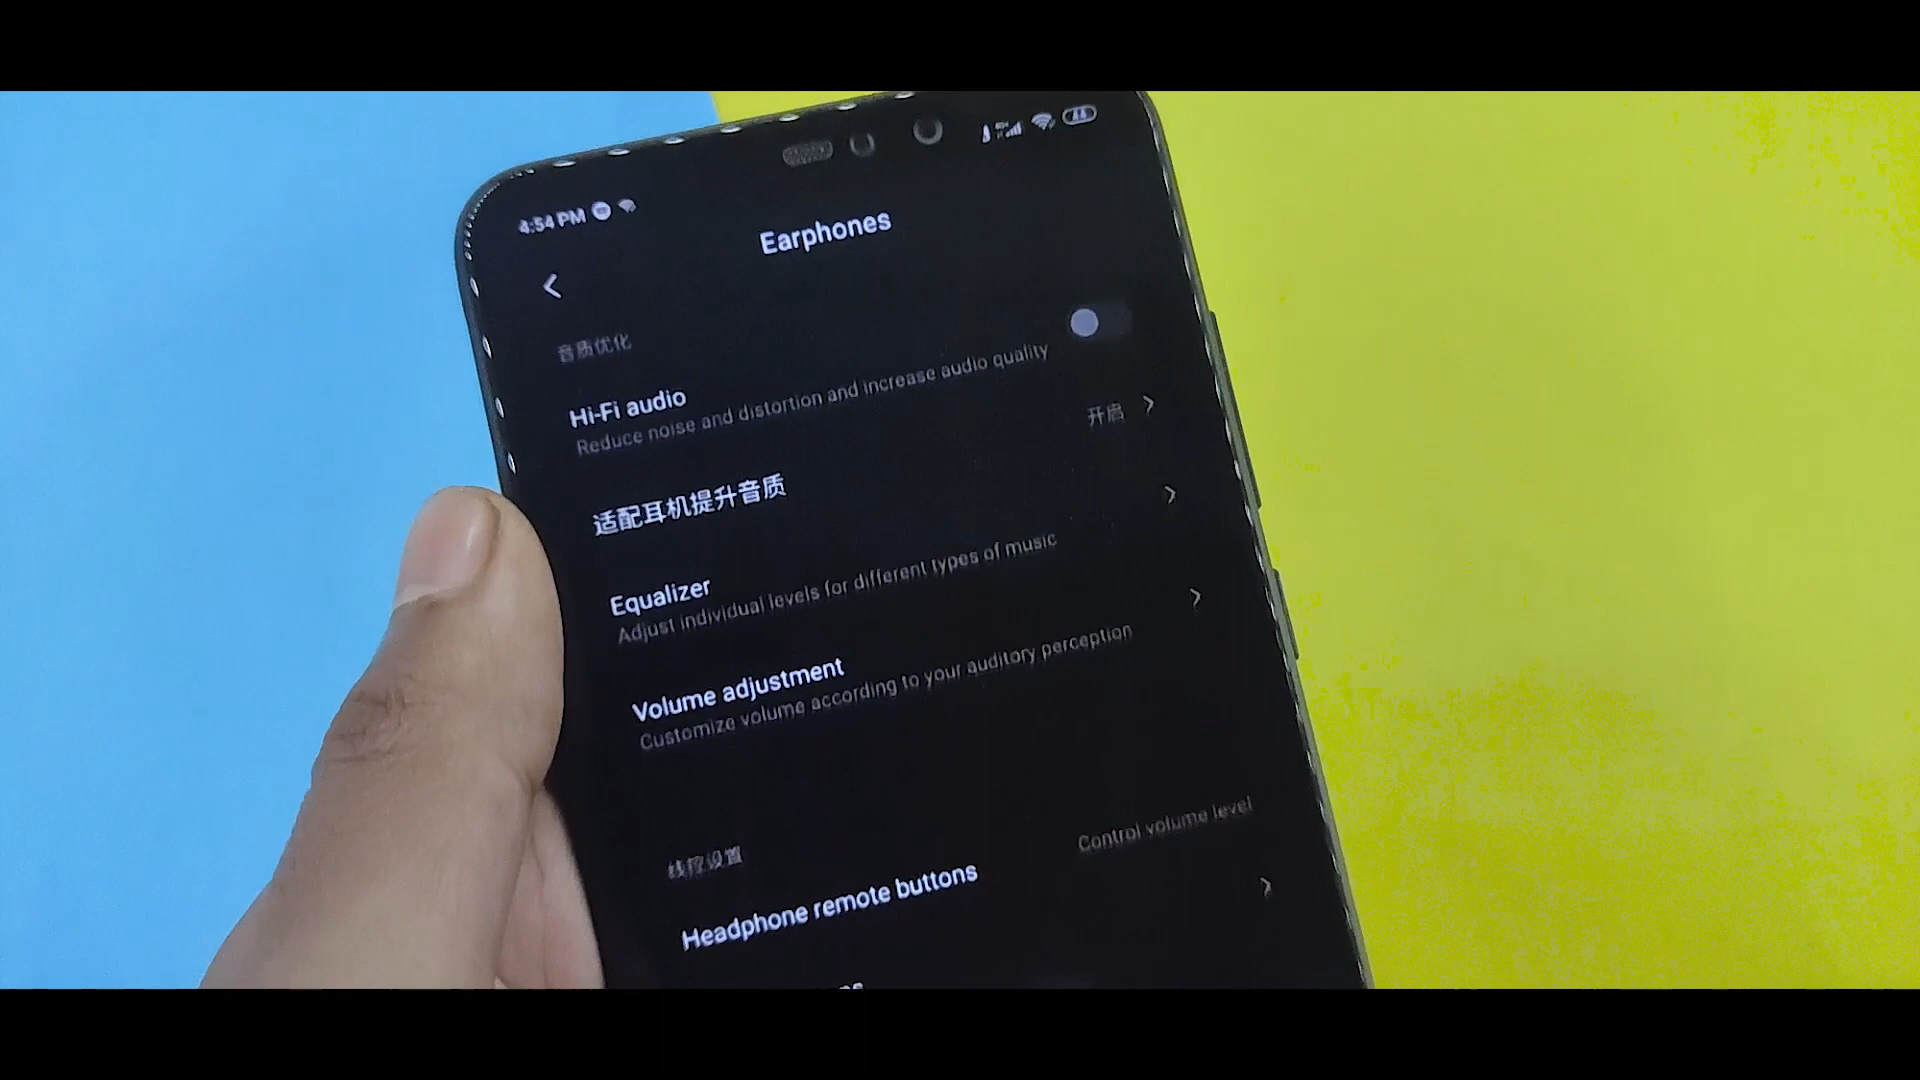 4:54 PM
Earphones
音质优化
Hi-Fi audio
Reduce noise and distortion and increase audio quality
开启
适配耳机提升音质
Equalizer
Adjust individual levels for different types of music
Volume adjustment
Customize volume according to your auditory perception
线控设置
Control volume level
Headphone remote buttons